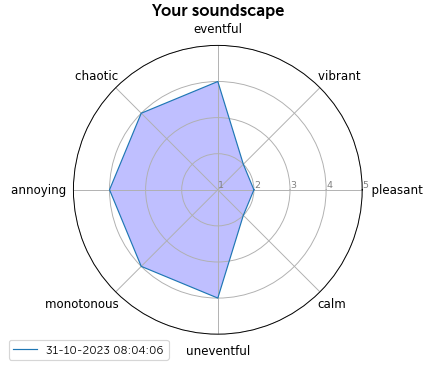 Your soundscape
eventful
chaotic
vibrant
annoying
1
2
3
4
5
pleasant
monotonous
calm
uneventful
31-10-2023 08:04:06